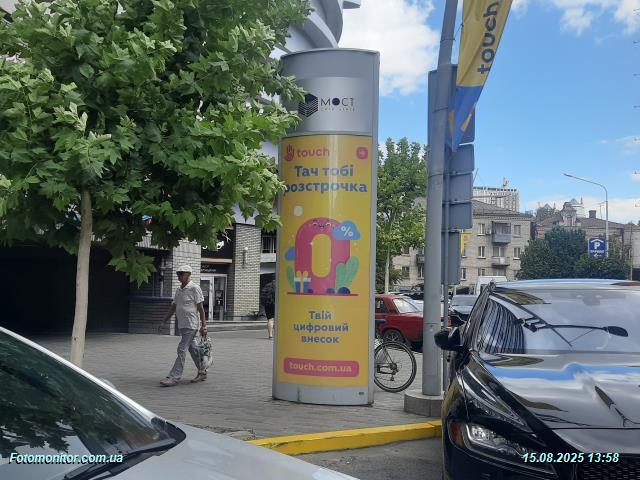 МОСТ
touch
Тач тобі
розстрочка
0
%
Твій
цифровий
внесок
touch.com.ua
touch
P
Fotomonitor.com.ua
15.08.2025 13:58